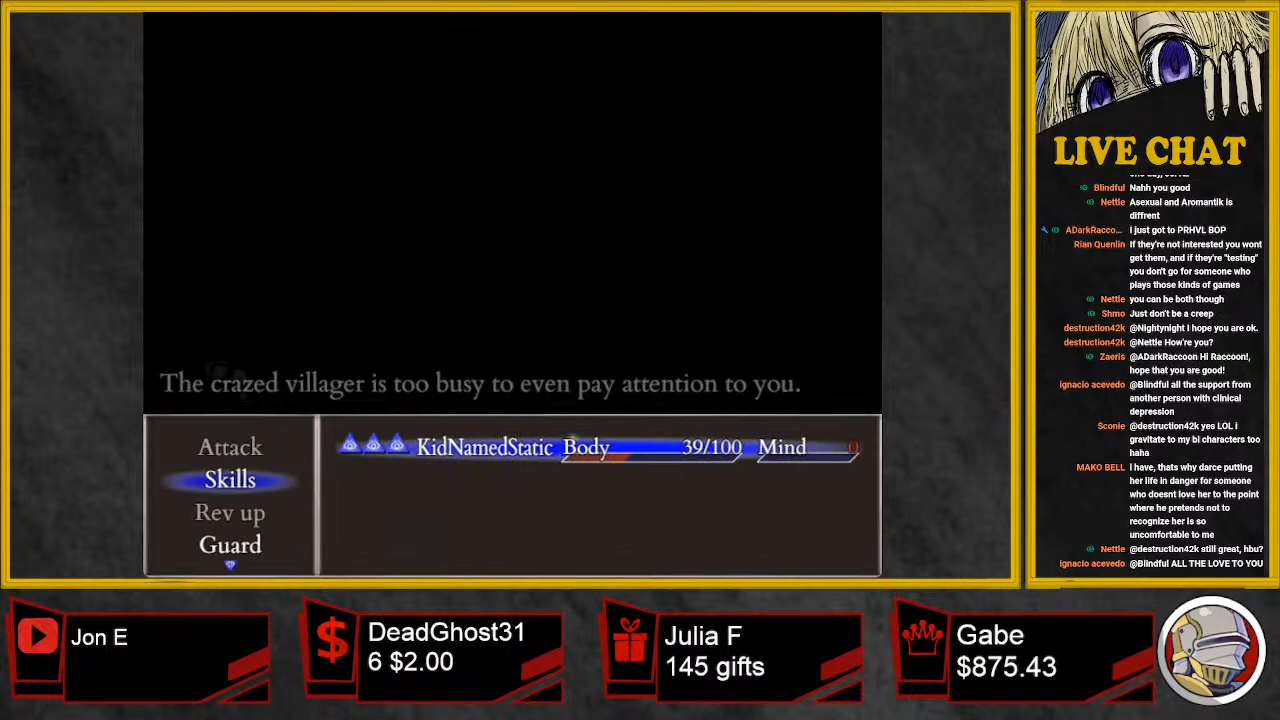 The crazed villager is too busy to even pay attention to you.
Attack
Skills
Rev up
Guard
KidNamedStatic Body 39/100 Mind 0
LIVE CHAT
Blindful Nahh you good
Nettle Asexual and Aromantik is
diffrent
ADarkRacco... I just got to PRHVL BOP
Rian Quenlin If they're not interested you wont
get them, and if they're "testing"
you don't go for someone who
plays those kinds of games
Nettle you can be both though
Shmo Just don't be a creep
destruction42k @Nightynight I hope you are ok.
destruction42k @Nettle How're you?
Zaeris @ADarkRaccoon Hi Raccoon!,
hope that you are good!
ignacio acevedo @Blindful all the support from
another person with clinical
depression
Sconie @destruction42k yes LOL i
gravitate to my bi characters too
haha
MAKO BELL I have, thats why darce putting
her life in danger for someone
who doesnt love her to the point
where he pretends not to
recognize her is so
uncomfortable to me
Nettle @destruction42k still great, hbu?
ignacio acevedo @Blindful ALL THE LOVE TO YOU
Jon E
DeadGhost31
6 $2.00
Julia F
145 gifts
Gabe
$875.43